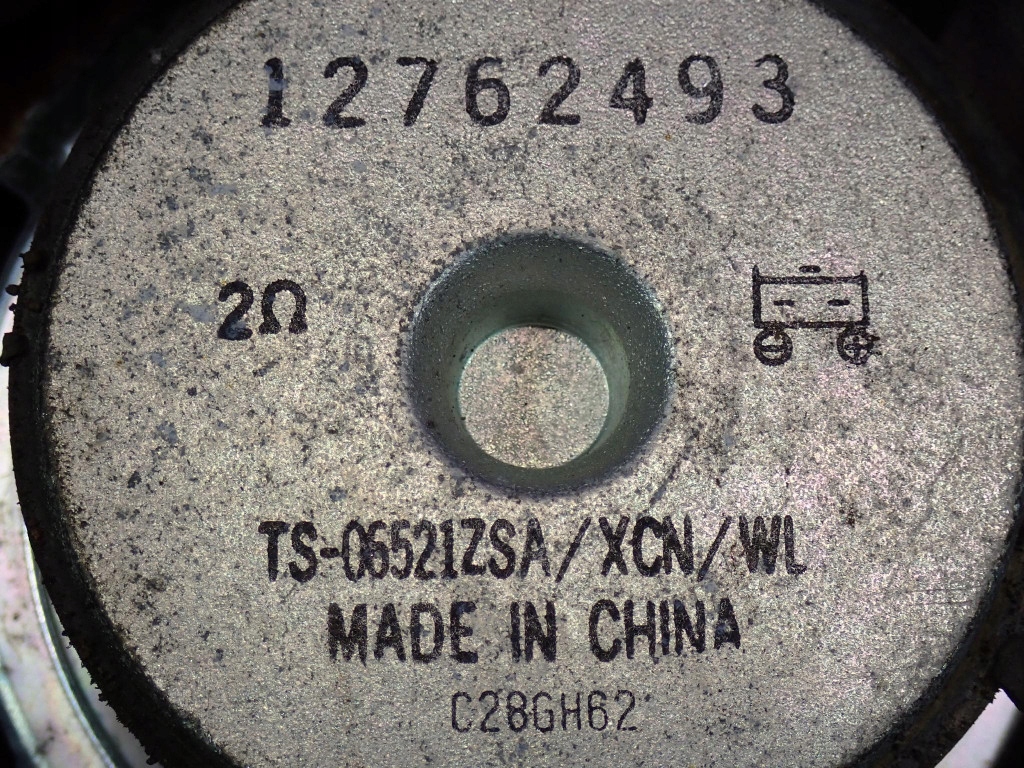 12762493
2Ω
TS-06521ZSA/XCN/WL
MADE IN CHINA
C28GH62